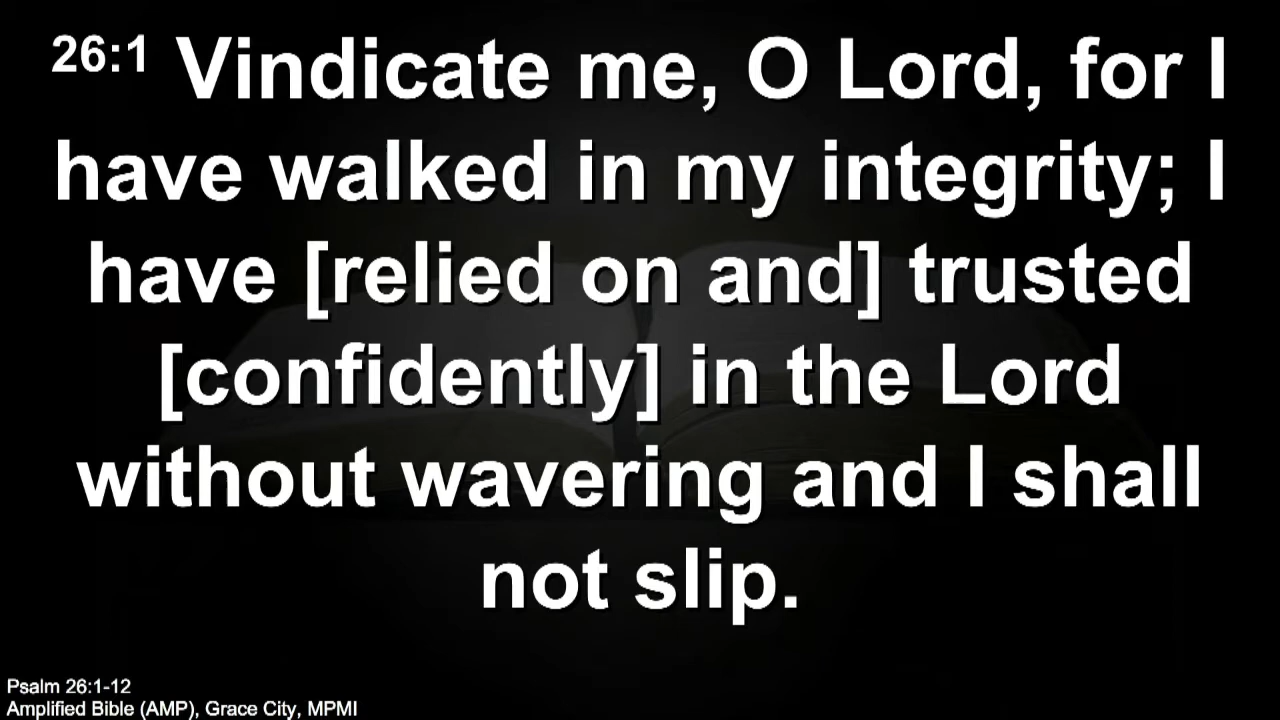 26:1 Vindicate me, O Lord, for I
have walked in my integrity; I
have [relied on and] trusted
[confidently] in the Lord
without wavering and I shall
not slip.
Psalm 26:1-12
Amplified Bible (AMP), Grace City, MPMI